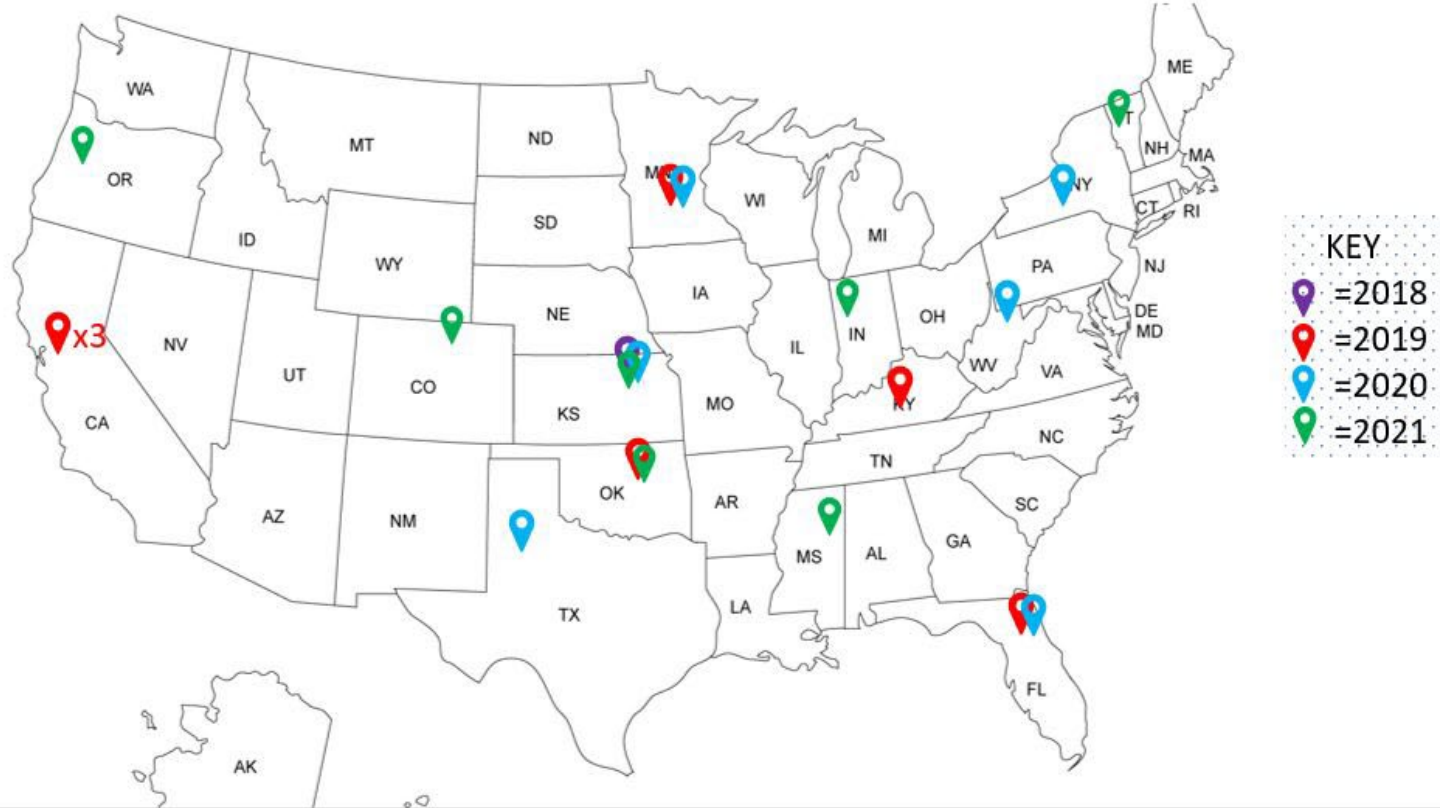 ME
WA
MT
ND
MN
T
NH
MA
OR
NY
CT
RI
ID
SD
WI
MI
WY
PA
NJ
KEY
=2018
IA
NE
OH
DE
MD
x3
NV
IL
IN
=2019
UT
CO
WV
VA
=2020
KS
MO
KY
CA
NC
=2021
TN
OK
AR
SC
AZ
NM
MS
AL
GA
TX
LA
FL
AK